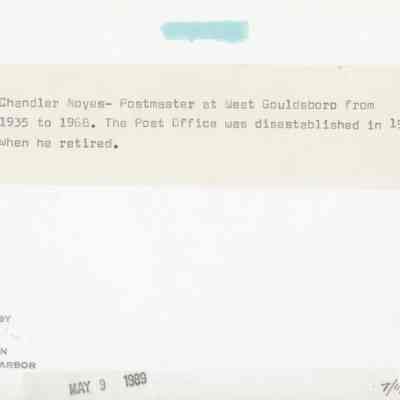 Chandler Noyes- Postmaster at West Gouldsboro from
1935 to 1968. The Post Office was disestablished in 19
when he retired.
BY
N
ARBOR
MAY 9 1989